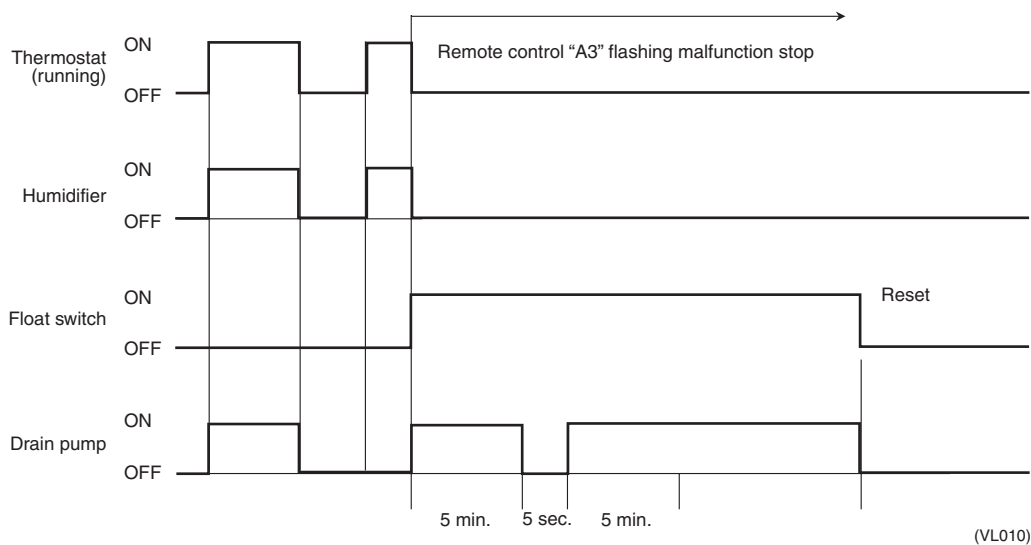 Remote control “A3” flashing malfunction stop
Thermostat
(running)
ON
OFF
Humidifier
ON
OFF
Float switch
ON
OFF
Reset
Drain pump
ON
OFF
5 min.
5 sec.
5 min.
(VL010)